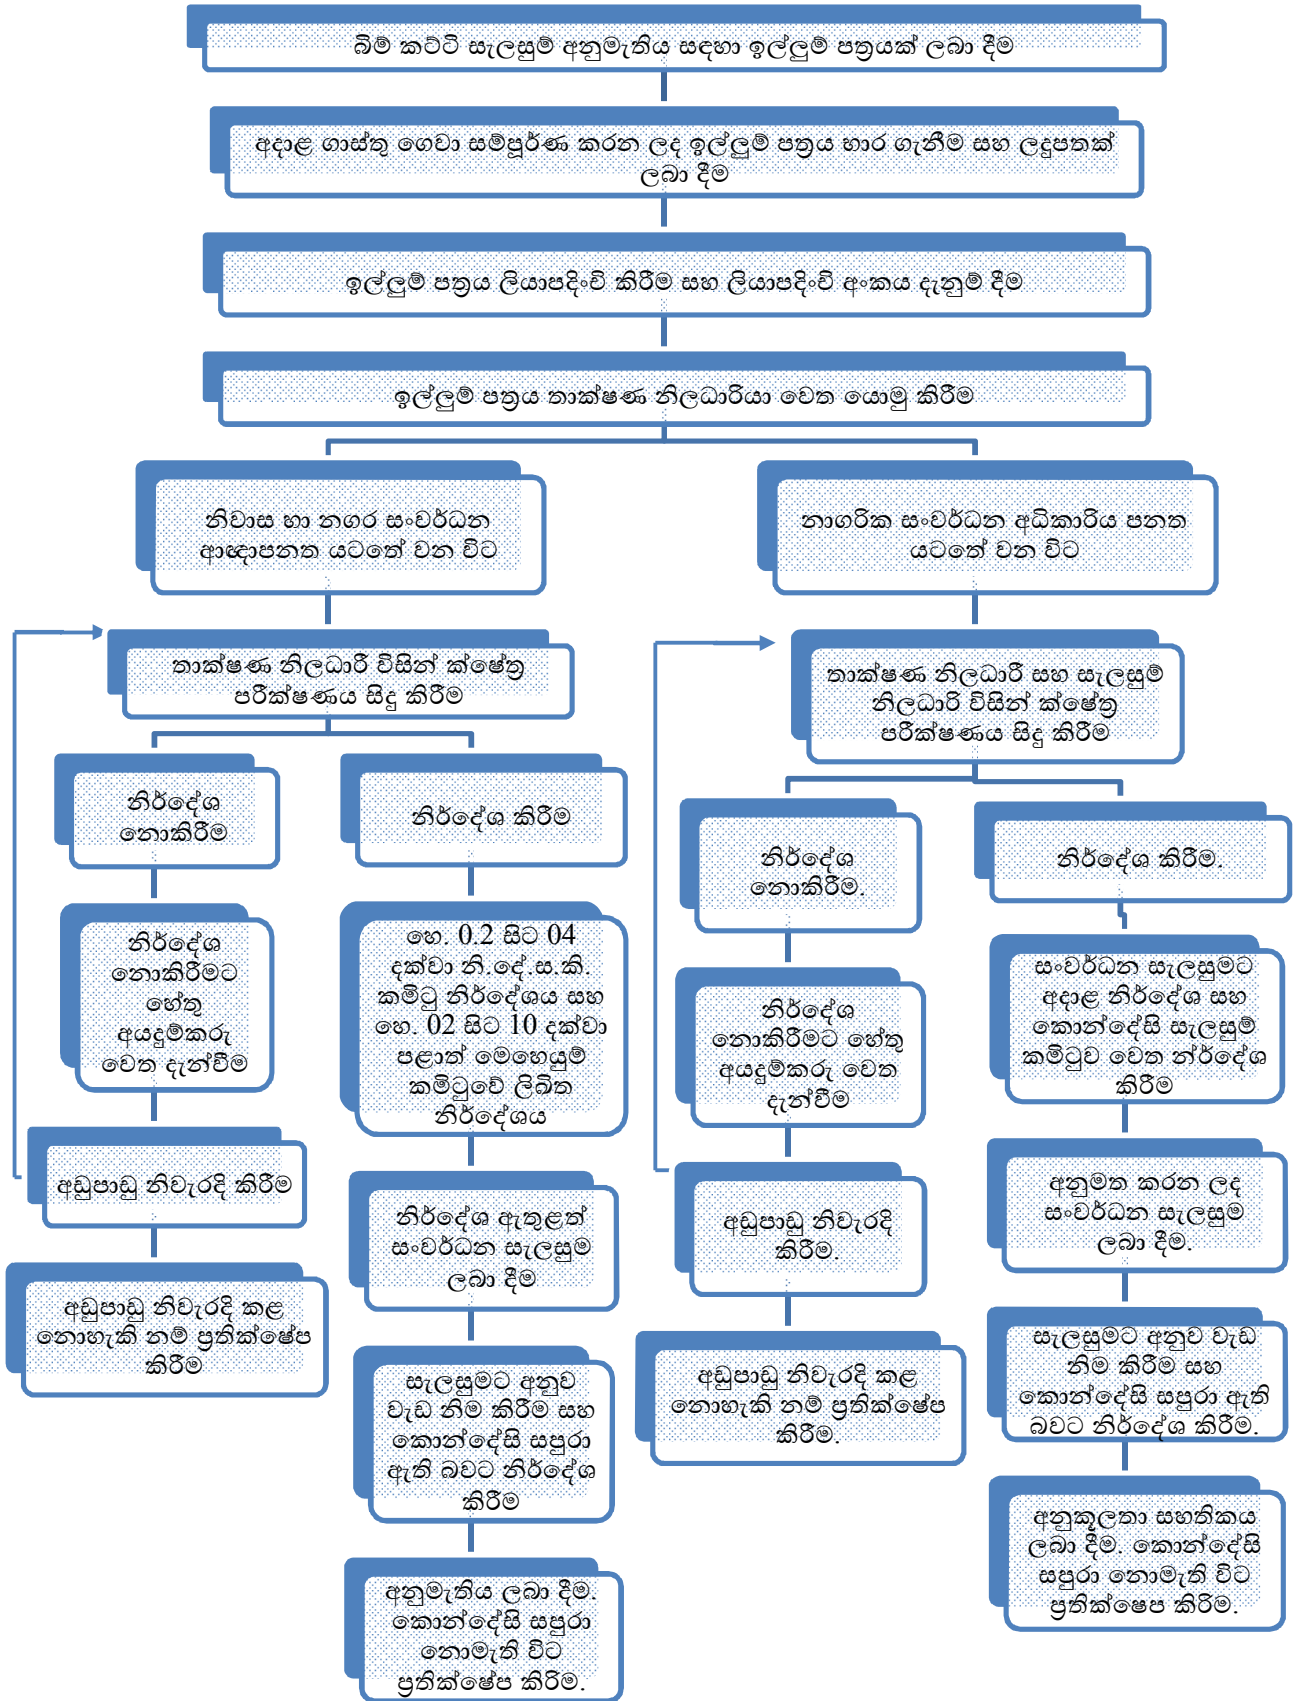 බිම් කට්ටි සැලසුම් අනුමැතිය සඳහා ඉල්ලුම් පත්‍රයක් ලබා දීම
අදාළ ගාස්තු ගෙවා සම්පූර්ණ කරන ලද ඉල්ලුම් පත්‍රය භාර ගැනීම සහ ලදුපතක්
ලබා දීම
ඉල්ලුම් පත්‍රය ලියාපදිංචි කිරීම සහ ලියාපදිංචි අංකය දැනුම් දීම
ඉල්ලුම් පත්‍රය තාක්ෂණ නිලධාරියා වෙත යොමු කිරීම
නිවාස හා නගර සංවර්ධන
ආඥාපනත යටතේ වන විට
තාක්ෂණ නිලධාරී විසින් ක්ෂේත්‍ර
පරීක්ෂණය සිදු කිරීම
නිර්දේශ
නොකිරීම
නිර්දේශ
නොකිරීමට
හේතු
අයදුම්කරු
වෙත දැන්වීම
අඩුපාඩු නිවැරදි කිරීම
අඩුපාඩු නිවැරදි කළ
නොහැකි නම් ප්‍රතික්ෂේප
කිරීම
නිර්දේශ කිරීම
හෙ. 0.2 සිට 04
දක්වා නි.දේ.ස.කි.
කමිටු නිර්දේශය සහ
හෙ. 02 සිට 10 දක්වා
පළාත් මෙහෙයුම්
කමිටුවේ ලිඛිත
නිර්දේශය
නිර්දේශ ඇතුළත්
සංවර්ධන සැලසුම
ලබා දීම
සැලසුමට අනුව
වැඩ නිම කිරීම සහ
කොන්දේසි සපුරා
ඇති බවට නිර්දේශ
කිරීම
අනුමැතිය ලබා දීම.
කොන්දේසි සපුරා
නොමැති විට
ප්‍රතික්ෂේප කිරිම.
නාගරික සංවර්ධන අධිකාරිය පනත
යටතේ වන විට
තාක්ෂණ නිලධාරී සහ සැලසුම්
නිලධාරි විසින් ක්ෂේත්‍ර
පරීක්ෂණය සිදු කිරීම
නිර්දේශ
නොකිරීම.
නිර්දේශ
නොකිරීමට හේතු
අයදුම්කරු වෙත
දැන්වීම
අඩුපාඩු නිවැරදි
කිරීම.
අඩුපාඩු නිවැරදි කළ
නොහැකි නම් ප්‍රතික්ෂේප
කිරීම.
නිර්දේශ කිරීම.
සංවර්ධන සැලසුමට
අදාළ නිර්දේශ සහ
කොන්දේසි සැලසුම්
කමිටුව වෙත න්ර්දේශ
කිරීම
අනුමත කරන ලද
සංවර්ධන සැලසුම
ලබා දීම.
සැලසුමට අනුව වැඩ
නිම කිරීම සහ
කොන්දේසි සපුරා ඇති
බවට නිර්දේශ කිරීම.
අනුකූලතා සහතිකය
ලබා දීම. කොන්දේසි
සපුරා නොමැති විට
ප්‍රතික්ෂෙප කිරිම.